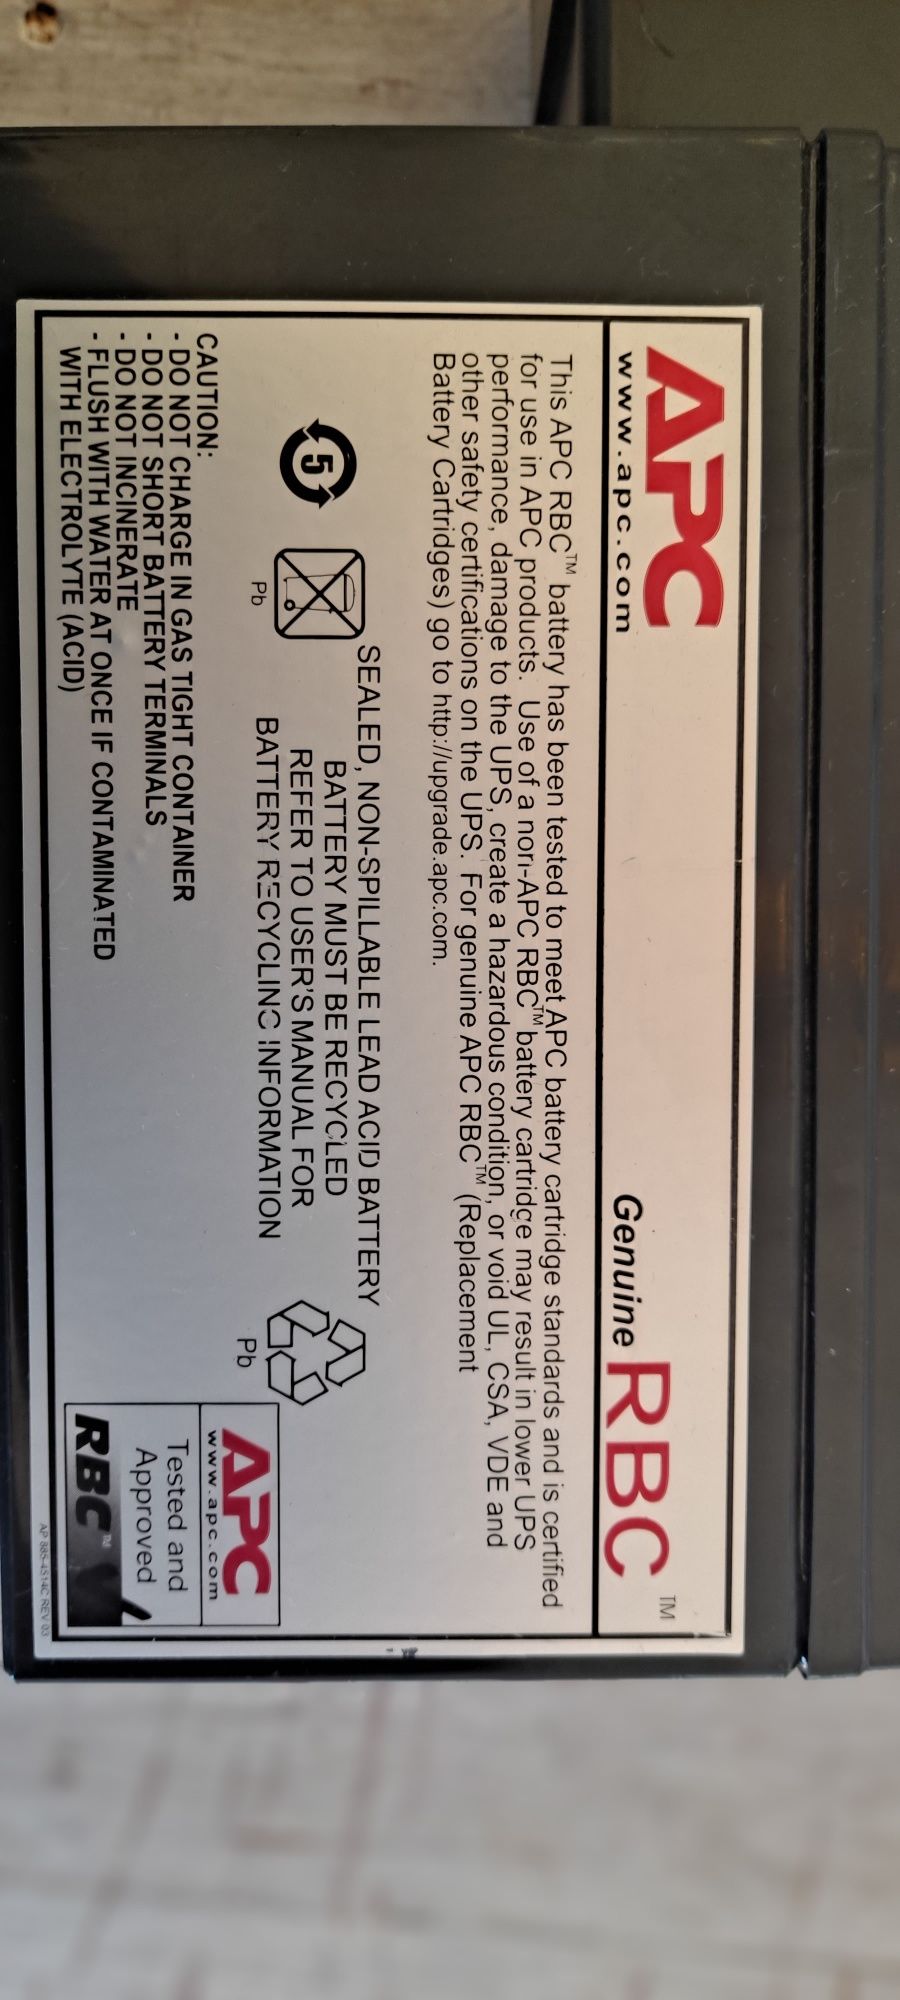 APC
www.apc.com
Genuine RBC™
This APC RBC™ battery has been tested to meet APC battery cartridge standards and is certified
for use in APC products. Use of a non-APC RBC™ battery cartridge may result in lower UPS
performance, damage to the UPS, create a hazardous condition, or void UL, CSA, VDE and
other safety certifications on the UPS. For genuine APC RBC™ (Replacement
Battery Cartridges) go to http://upgrade.apc.com.
5
Pb
SEALED, NON-SPILLABLE LEAD ACID BATTERY
BATTERY MUST BE RECYCLED
REFER TO USER'S MANUAL FOR
BATTERY RECYCLING INFORMATION
Pb
CAUTION:
- DO NOT CHARGE IN GAS TIGHT CONTAINER
- DO NOT SHORT BATTERY TERMINALS
- DO NOT INCINERATE
- FLUSH WITH WATER AT ONCE IF CONTAMINATED
WITH ELECTROLYTE (ACID)
APC
www.apc.com
Tested and
Approved
RBC™
AP 885-4514C REV 03